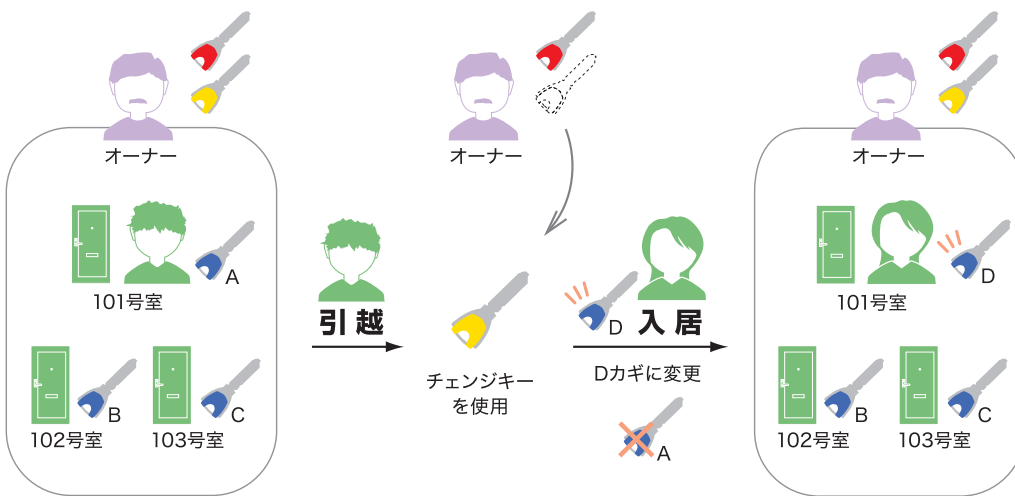 オーナー
A
101号室
B
102号室
C
103号室
引越
オーナー
チェンジキー
を使用
D
入居
Dカギに変更
A
オーナー
D
101号室
B
102号室
C
103号室